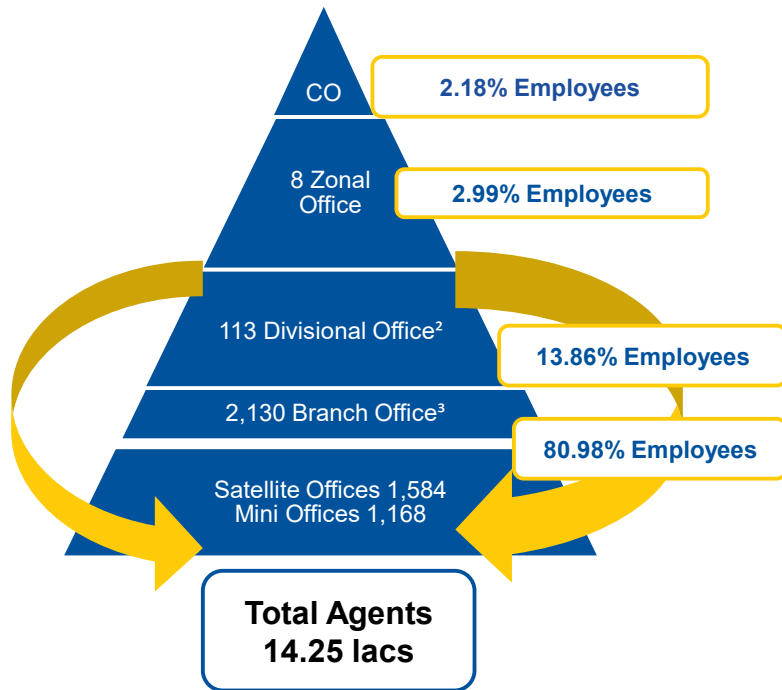 CO
2.18% Employees
8 Zonal
Office
2.99% Employees
113 Divisional Office²
13.86% Employees
2,130 Branch Office³
80.98% Employees
Satellite Offices 1,584
Mini Offices 1,168
Total Agents
14.25 lacs